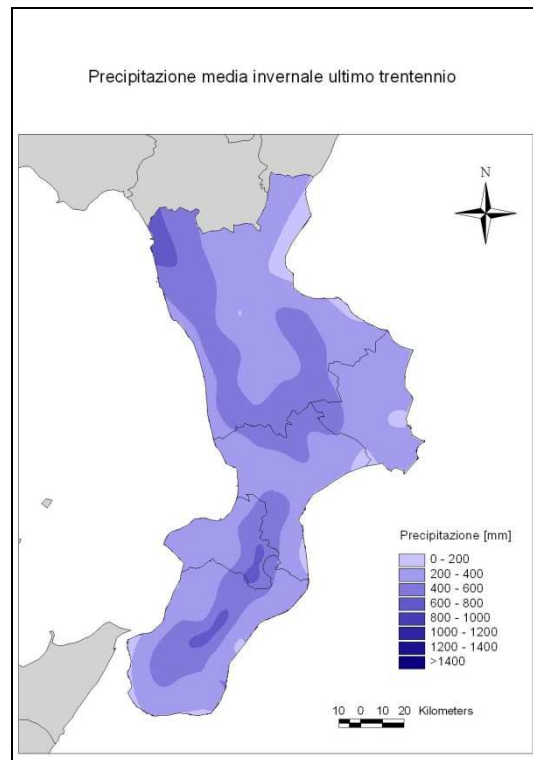 Precipitazione media invernale ultimo trentennio
N
Precipitazione [mm]
0 - 200
200 - 400
400 - 600
600 - 800
800 - 1000
1000 - 1200
1200 - 1400
>1400
10 0 10 20 Kilometers